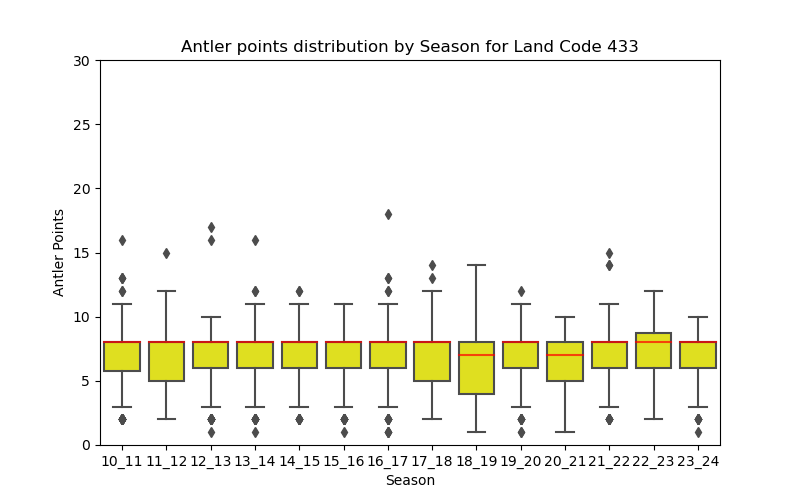 Antler points distribution by Season for Land Code 433
30
25
20
15
10
5
0
Antler Points
10_11 11_12 12_13 13_14 14_15 15_16 16_17 17_18 18_19 19_20 20_21 21_22 22_23 23_24
Season